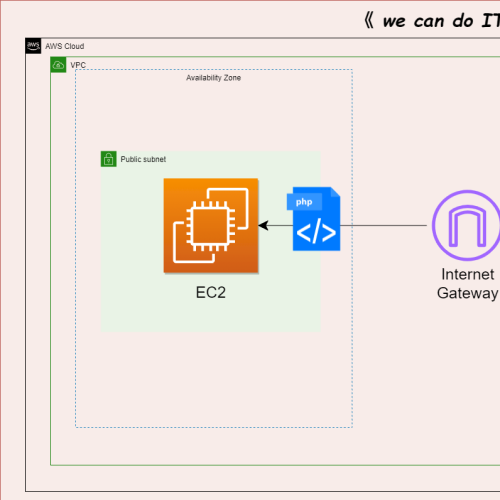 《 we can do IT
aws
AWS Cloud
VPC
Availability Zone
Public subnet
php
</>
EC2
Internet
Gateway